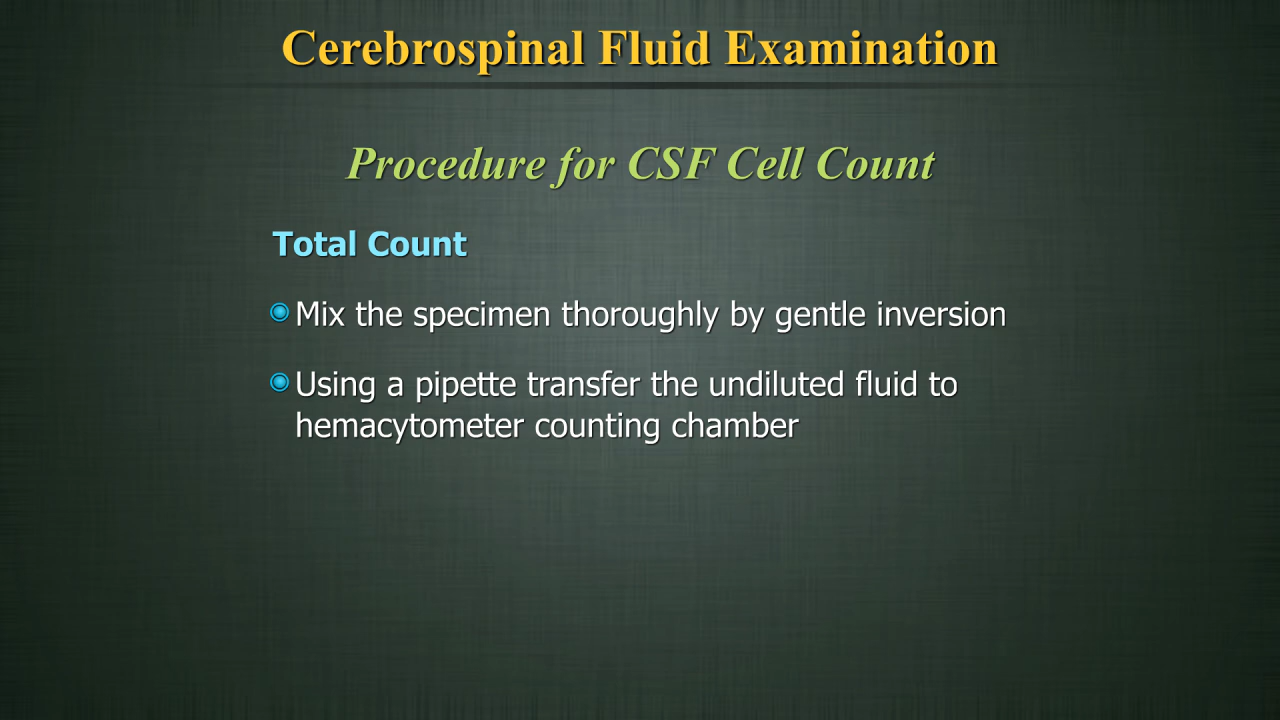 Cerebrospinal Fluid Examination
Procedure for CSF Cell Count
Total Count
Mix the specimen thoroughly by gentle inversion
Using a pipette transfer the undiluted fluid to
hemacytometer counting chamber